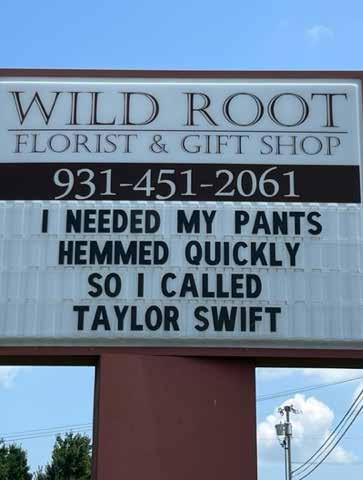 WILD ROOT
FLORIST & GIFT SHOP
931-451-2061
I NEEDED MY PANTS
HEMMED QUICKLY
SO I CALLED
TAYLOR SWIFT